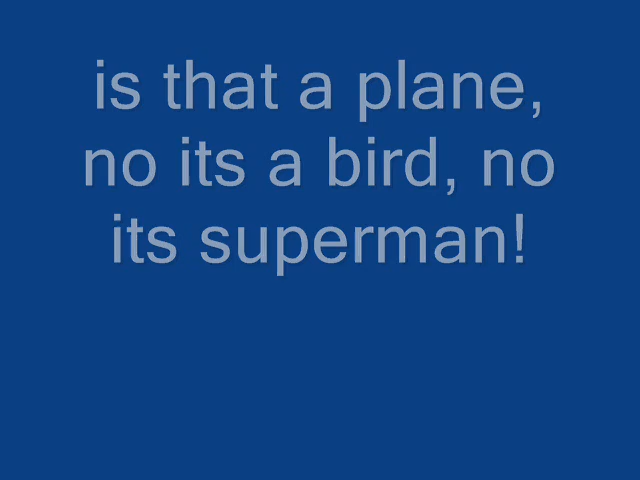 is that a plane,
no its a bird, no
its superman!